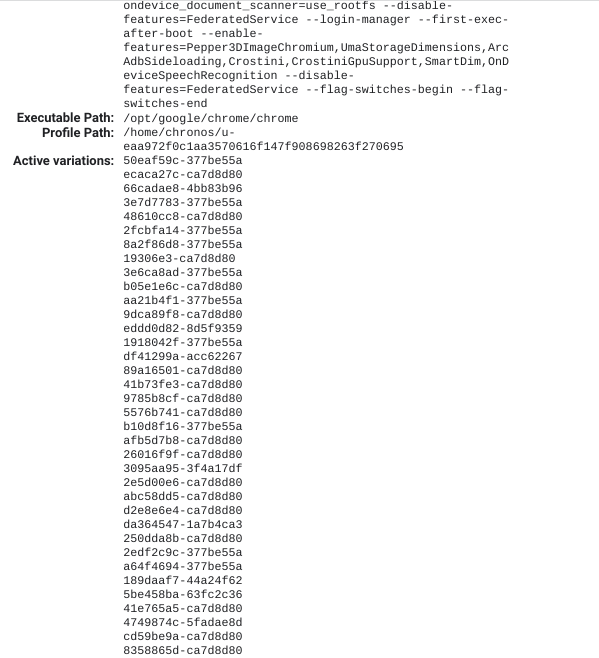 ondevice_document_scanner=use_rootfs --disable-
features=FederatedService --login-manager --first-exec-
after-boot --enable-
features=Pepper3DImageChromium,UmaStorageDimensions,Arc
AdbSideloading,Crostini,CrostiniGpuSupport,SmartDim,OnD
eviceSpeechRecognition --disable-
features=FederatedService --flag-switches-begin --flag-
switches-end
Executable Path: /opt/google/chrome/chrome
Profile Path: /home/chronos/u-
eaa972f0c1aa3570616f147f908698263f270695
Active variations: 50eaf59c-377be55a
ecaca27c-ca7d8d80
66cadae8-4bb83b96
3e7d7783-377be55a
48610cc8-ca7d8d80
2fcbfa14-377be55a
8a2f86d8-377be55a
19306e3-ca7d8d80
3e6ca8ad-377be55a
b05e1e6c-ca7d8d80
aa21b4f1-377be55a
9dca89f8-ca7d8d80
eddd0d82-8d5f9359
1918042f-377be55a
df41299a-acc62267
89a16501-ca7d8d80
41b73fe3-ca7d8d80
9785b8cf-ca7d8d80
5576b741-ca7d8d80
b10d8f16-377be55a
afb5d7b8-ca7d8d80
26016f9f-ca7d8d80
3095aa95-3f4a17df
2e5d00e6-ca7d8d80
abc58dd5-ca7d8d80
d2e8e6e4-ca7d8d80
da364547-1a7b4ca3
250dda8b-ca7d8d80
2edf2c9c-377be55a
a64f4694-377be55a
189daaf7-44a24f62
5be458ba-63fc2c36
41e765a5-ca7d8d80
4749874c-5fadae8d
cd59be9a-ca7d8d80
8358865d-ca7d8d80